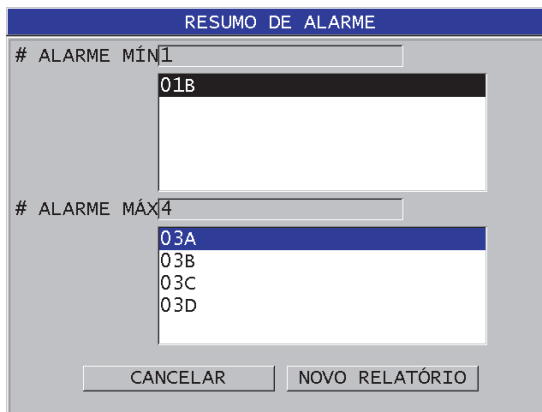 RESUMO DE ALARME
# ALARME MÍN 1
01B
# ALARME MÁX 4
03A
03B
03C
03D
CANCELAR NOVO RELATÓRIO